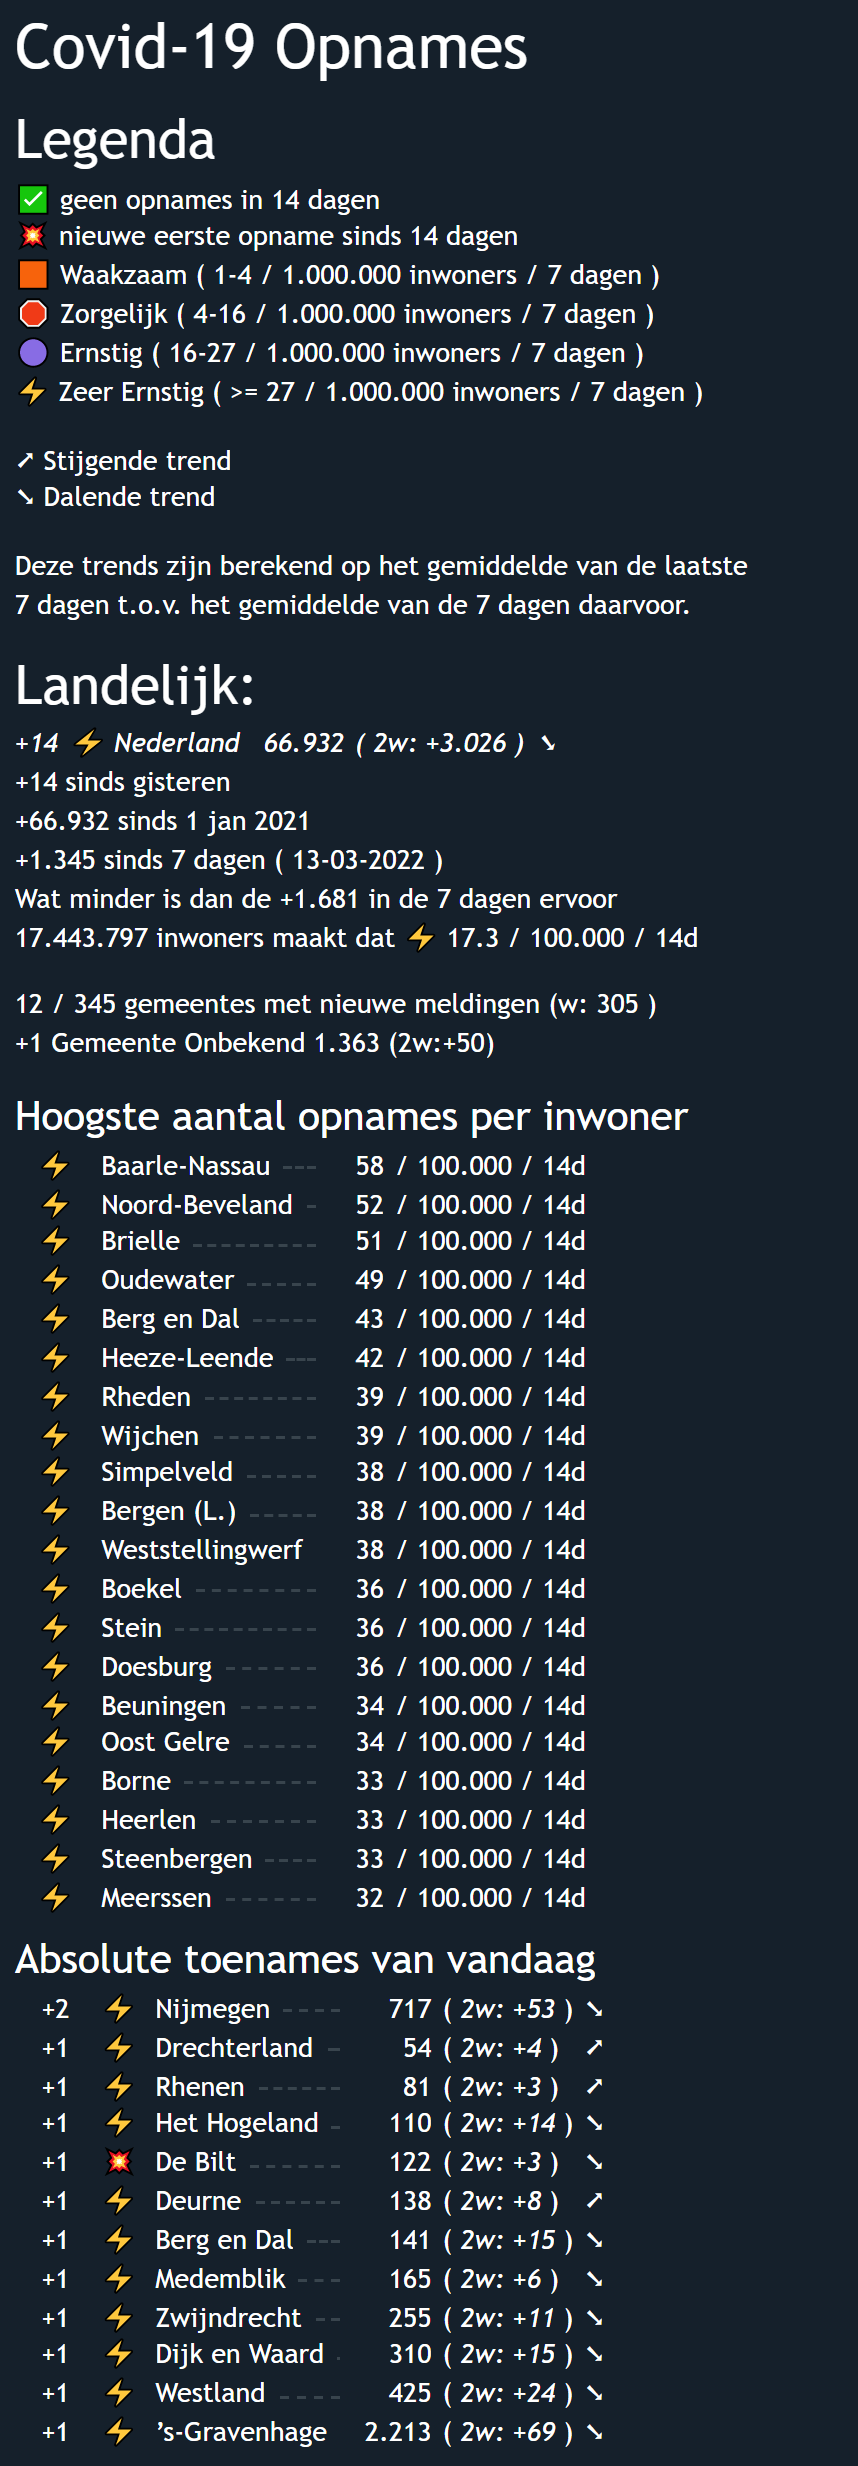 Covid-19 Opnames
Legenda
✅ geen opnames in 14 dagen
💥 nieuwe eerste opname sinds 14 dagen
🟧 Waakzaam ( 1-4 / 1.000.000 inwoners / 7 dagen )
🛑 Zorgelijk ( 4-16 / 1.000.000 inwoners / 7 dagen )
🟣 Ernstig ( 16-27 / 1.000.000 inwoners / 7 dagen )
⚡ Zeer Ernstig ( >= 27 / 1.000.000 inwoners / 7 dagen )
➚ Stijgende trend
➘ Dalende trend
Deze trends zijn berekend op het gemiddelde van de laatste
7 dagen t.o.v. het gemiddelde van de 7 dagen daarvoor.
Landelijk:
+14 ⚡ Nederland 66.932 ( 2w: +3.026 ) ➘
+14 sinds gisteren
+66.932 sinds 1 jan 2021
+1.345 sinds 7 dagen ( 13-03-2022 )
Wat minder is dan de +1.681 in de 7 dagen ervoor
17.443.797 inwoners maakt dat ⚡ 17.3 / 100.000 / 14d
12 / 345 gemeentes met nieuwe meldingen (w: 305 )
+1 Gemeente Onbekend 1.363 (2w:+50)
Hoogste aantal opnames per inwoner
⚡ Baarle-Nassau --- 58 / 100.000 / 14d
⚡ Noord-Beveland - 52 / 100.000 / 14d
⚡ Brielle --------- 51 / 100.000 / 14d
⚡ Oudewater ----- 49 / 100.000 / 14d
⚡ Berg en Dal ----- 43 / 100.000 / 14d
⚡ Heeze-Leende --- 42 / 100.000 / 14d
⚡ Rheden -------- 39 / 100.000 / 14d
⚡ Wijchen ------- 39 / 100.000 / 14d
⚡ Simpelveld ----- 38 / 100.000 / 14d
⚡ Bergen (L.) ----- 38 / 100.000 / 14d
⚡ Weststellingwerf 38 / 100.000 / 14d
⚡ Boekel -------- 36 / 100.000 / 14d
⚡ Stein ---------- 36 / 100.000 / 14d
⚡ Doesburg ------ 36 / 100.000 / 14d
⚡ Beuningen ----- 34 / 100.000 / 14d
⚡ Oost Gelre ----- 34 / 100.000 / 14d
⚡ Borne --------- 33 / 100.000 / 14d
⚡ Heerlen ------- 33 / 100.000 / 14d
⚡ Steenbergen ---- 33 / 100.000 / 14d
⚡ Meerssen ------ 32 / 100.000 / 14d
Absolute toenames van vandaag
+2 ⚡ Nijmegen ---- 717 ( 2w: +53 ) ➘
+1 ⚡ Drechterland - 54 ( 2w: +4 ) ➚
+1 ⚡ Rhenen ------ 81 ( 2w: +3 ) ➚
+1 ⚡ Het Hogeland - 110 ( 2w: +14 ) ➘
+1 💥 De Bilt ------ 122 ( 2w: +3 ) ➘
+1 ⚡ Deurne ------ 138 ( 2w: +8 ) ➚
+1 ⚡ Berg en Dal --- 141 ( 2w: +15 ) ➘
+1 ⚡ Medemblik --- 165 ( 2w: +6 ) ➘
+1 ⚡ Zwijndrecht -- 255 ( 2w: +11 ) ➘
+1 ⚡ Dijk en Waard - 310 ( 2w: +15 ) ➘
+1 ⚡ Westland ---- 425 ( 2w: +24 ) ➘
+1 ⚡ ’s-Gravenhage 2.213 ( 2w: +69 ) ➘